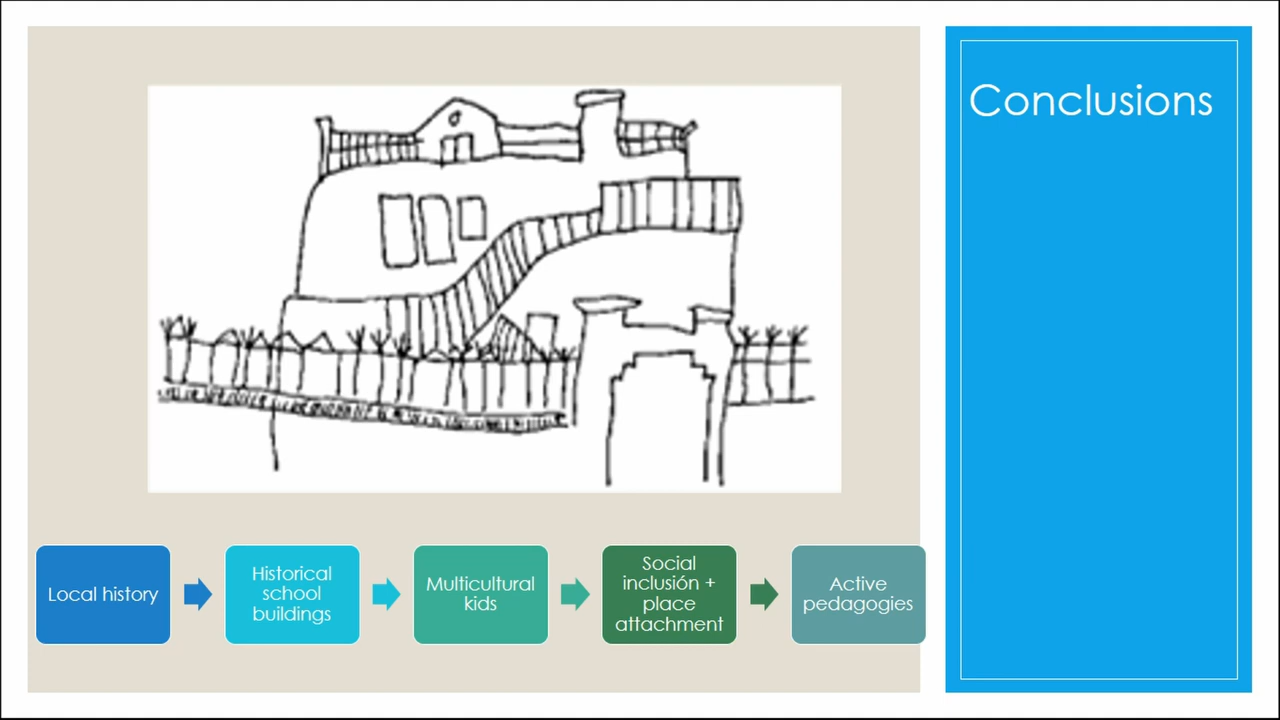 Conclusions
Local history
Historical
school
buildings
Multicultural
kids
Social
inclusión +
place
attachment
Active
pedagogies